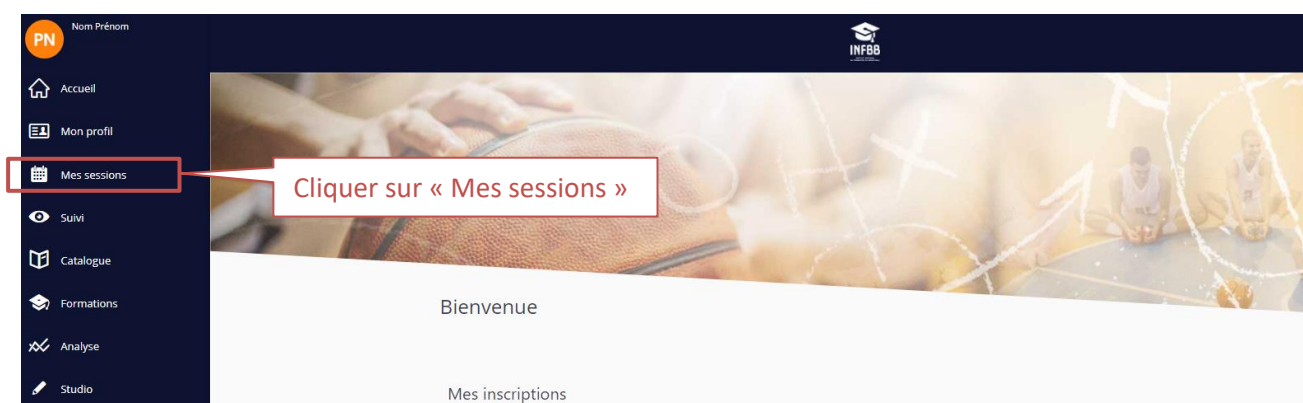 PN
Nom Prénom
INFBB
Accueil
Mon profil
Mes sessions
Cliquer sur « Mes sessions »
Suivi
Catalogue
Formations
Bienvenue
Analyse
Studio
Mes inscriptions